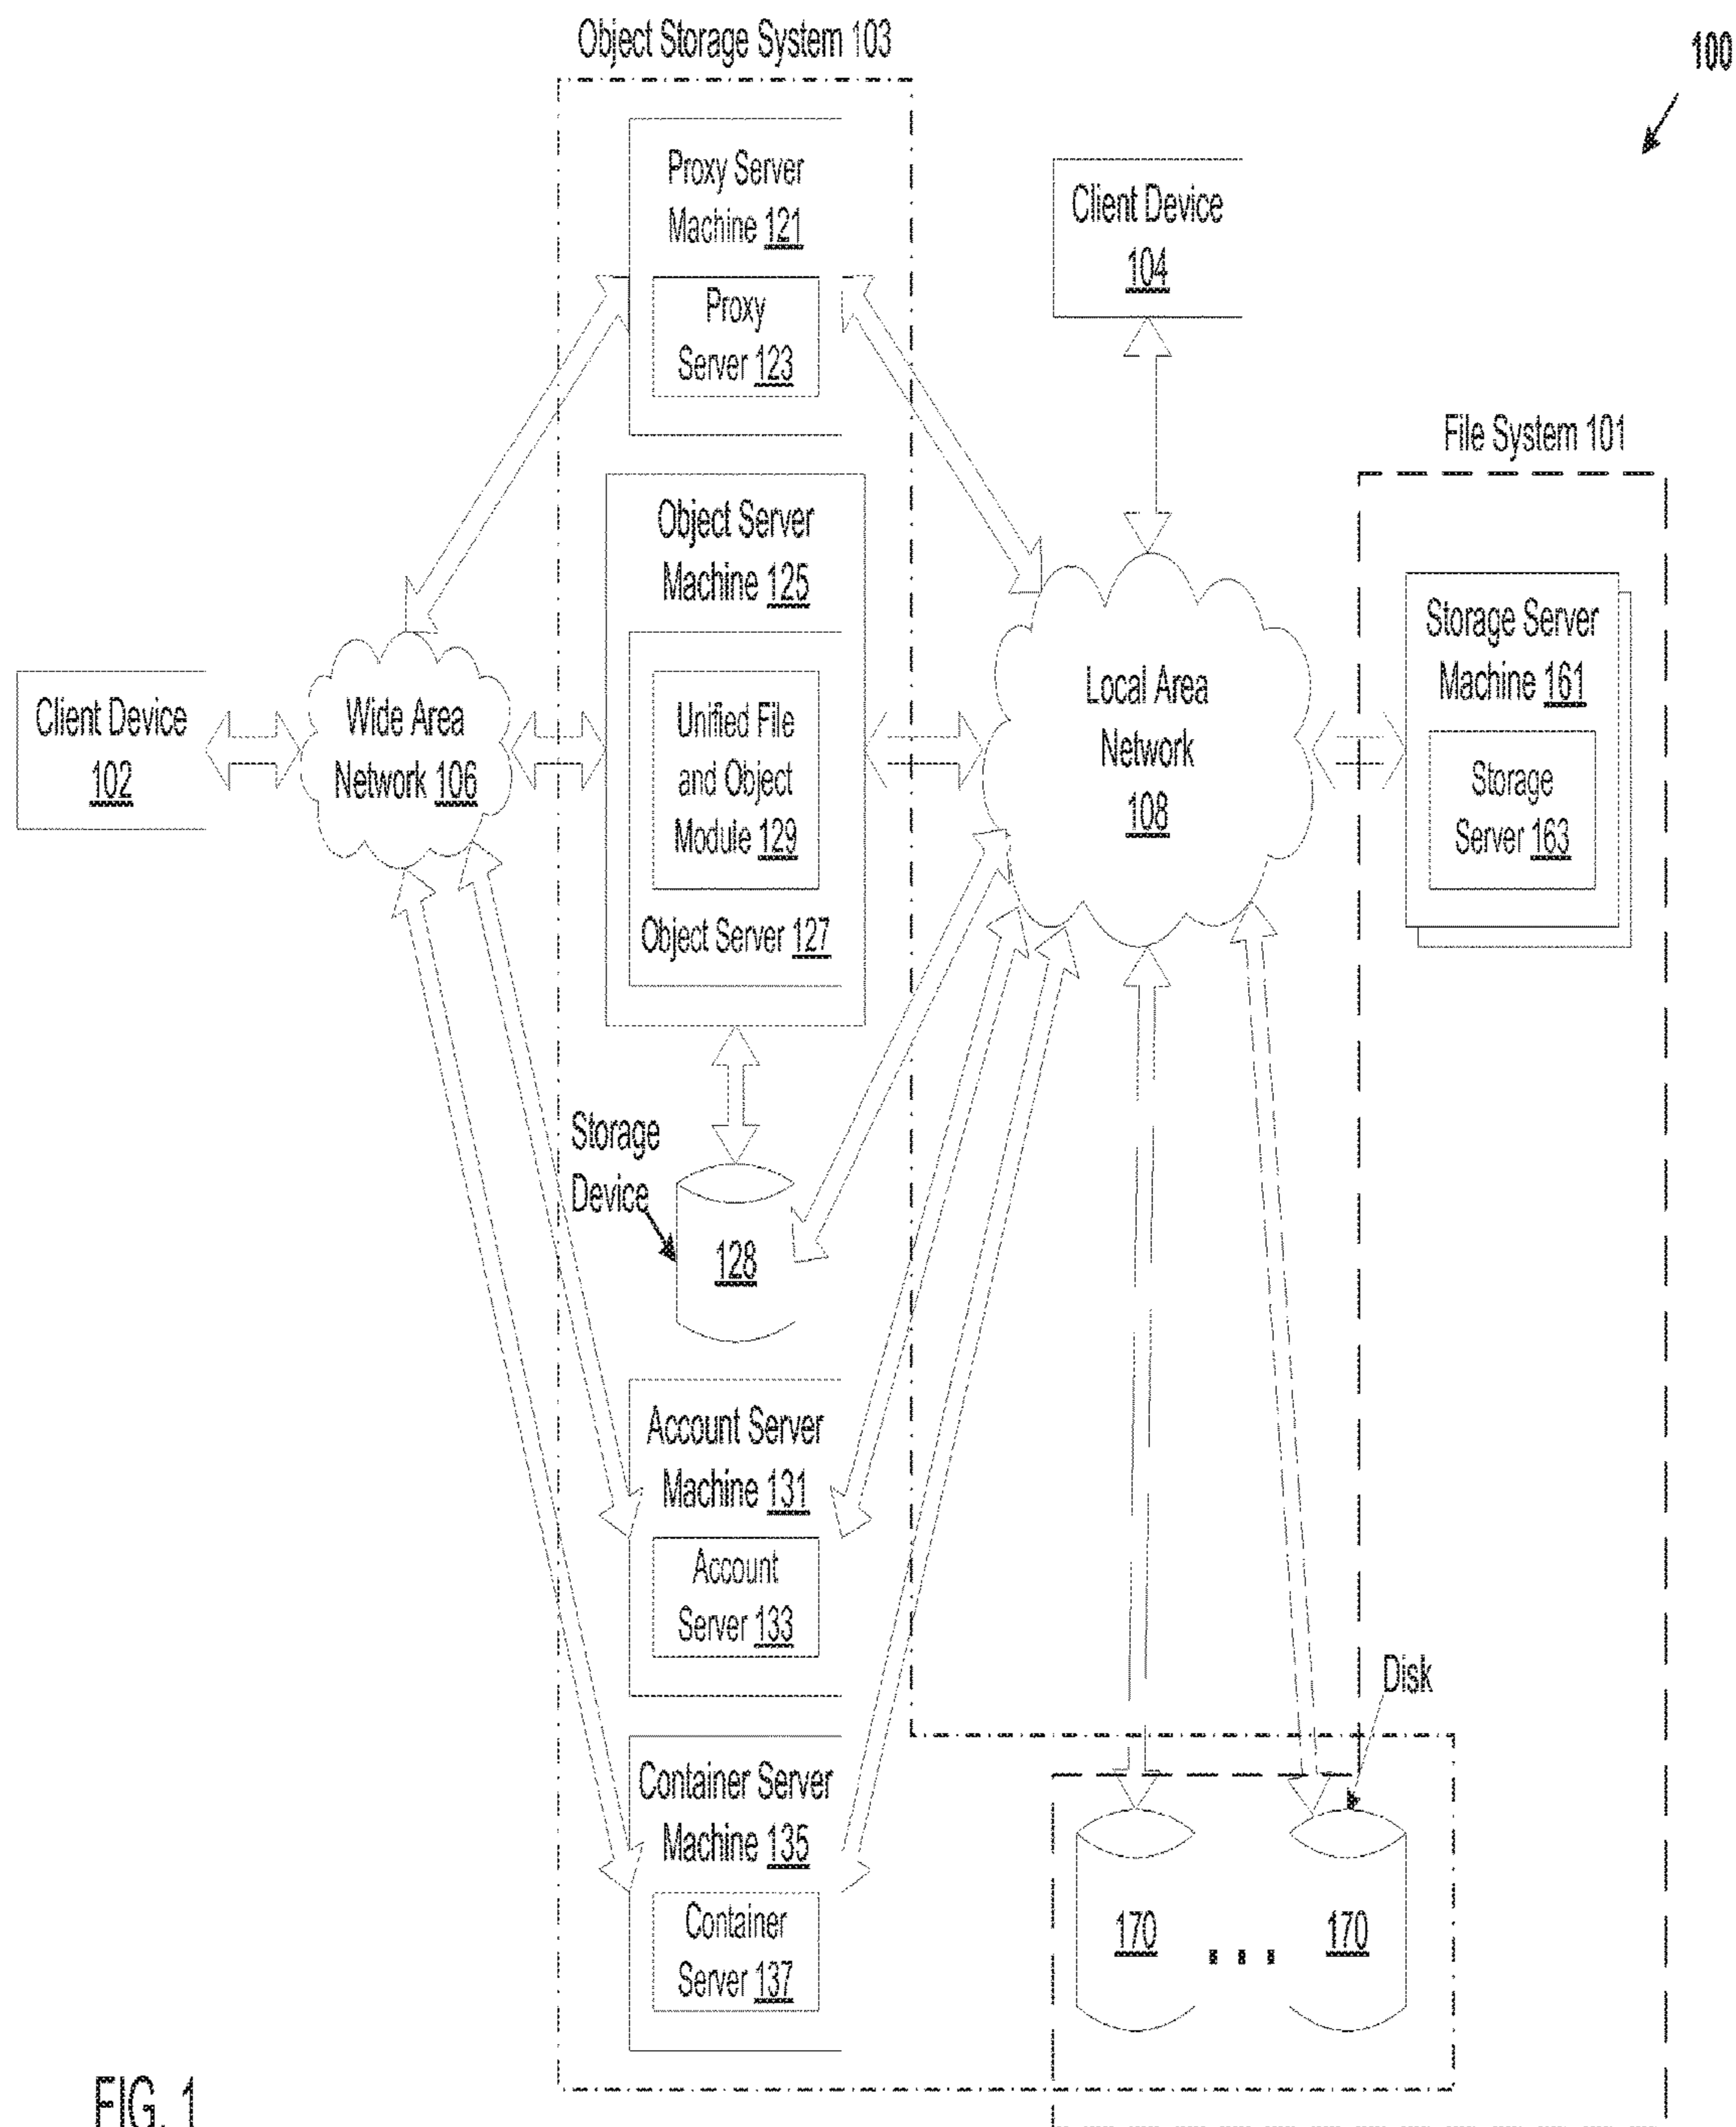 Object Storage System 103
100
Proxy Server
Machine 121
Proxy
Server 123
Client Device
104
File System 101
Object Server
Machine 125
Unified File
and Object
Module 129
Object Server 127
Client Device
102
Wide Area
Network 106
Local Area
Network
108
Storage Server
Machine 161
Storage
Server 163
Storage
Device
128
Account Server
Machine 131
Account
Server 133
Disk
Container Server
Machine 135
Container
Server 137
170
...
170
FIG. 1